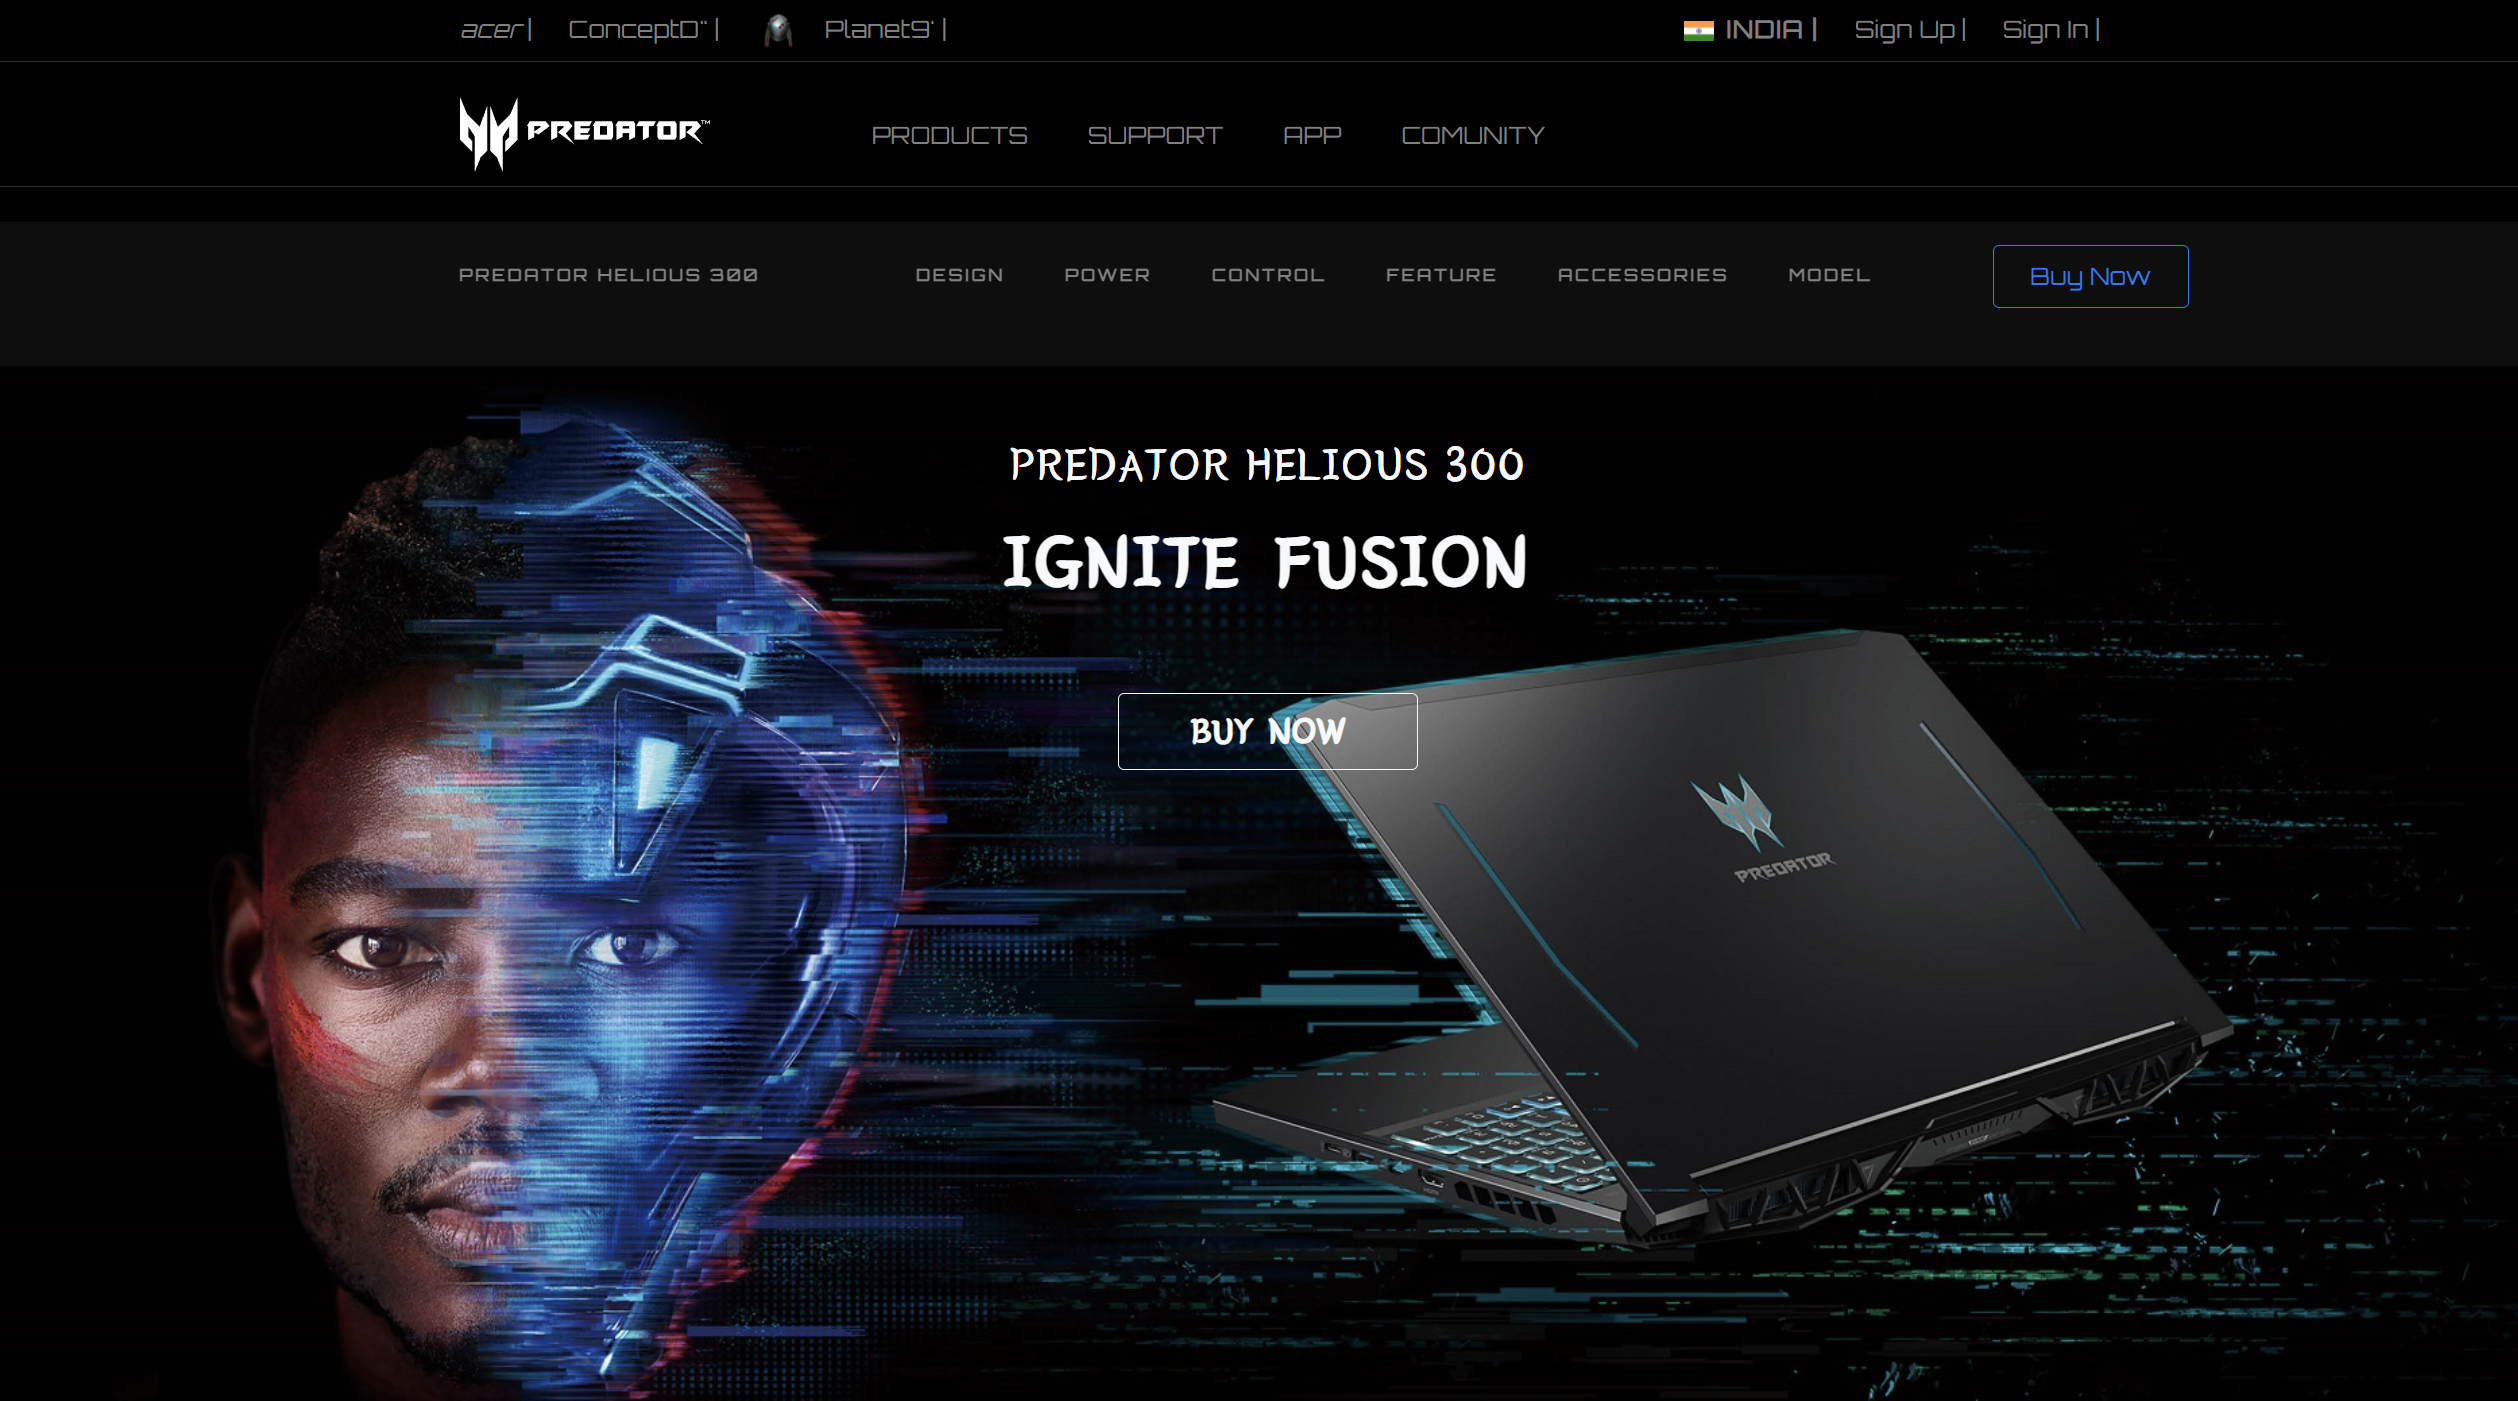 acer | ConceptD™ | Planet9° | INDIA | Sign Up | Sign In |
PREDATOR™ PRODUCTS SUPPORT APP COMUNITY
PREDATOR HELIOUS 300 DESIGN POWER CONTROL FEATURE ACCESSORIES MODEL Buy Now
PREDATOR HELIOUS 300
IGNITE FUSION
BUY NOW
PREDATOR